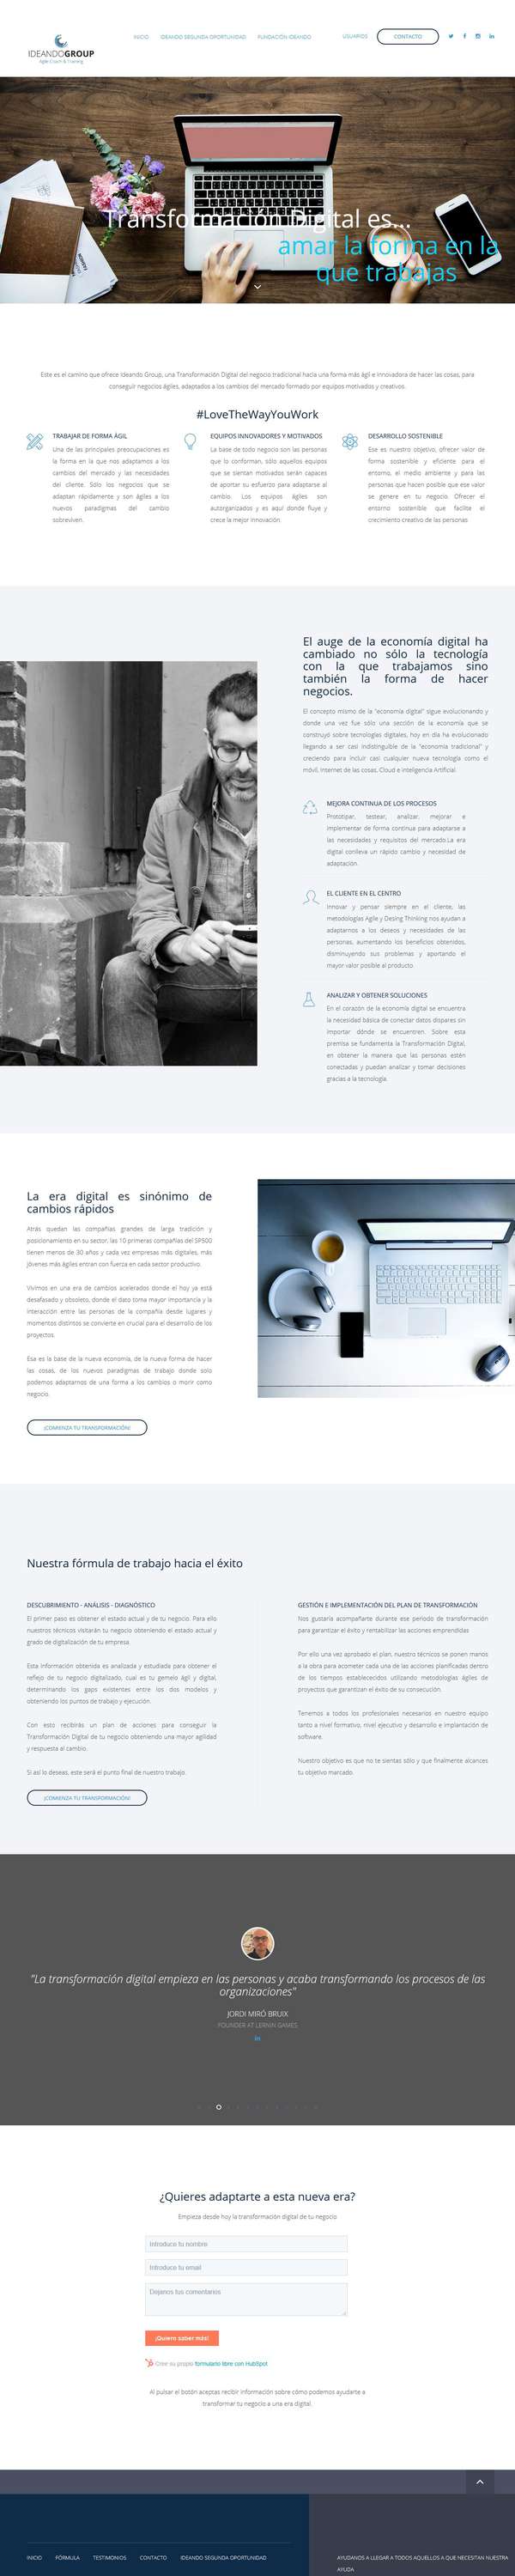 INICIO IDEANDO SEGUNDA OPORTUNIDAD FUNDACIÓN IDEANDO USUARIOS CONTACTO
IDEANDOGROUP
Agile Coach & Training
Transformación Digital es...
amar la forma en la
que trabajas
Este es el camino que ofrece Ideando Group, una Transformación Digital del negocio tradicional hacia una forma más ágil e innovadora de hacer las cosas, para
conseguir negocios ágiles, adaptados a los cambios del mercado formado por equipos motivados y creativos.
#LoveTheWayYouWork
TRABAJAR DE FORMA ÁGIL
Una de las principales preocupaciones es
la forma en la que nos adaptamos a los
cambios del mercado y las necesidades
del cliente. Sólo los negocios que se
adaptan rápidamente y son ágiles a los
nuevos paradigmas del cambio
sobreviven.
EQUIPOS INNOVADORES Y MOTIVADOS
La base de todo negocio son las personas
que lo conforman, sólo aquellos equipos
que se sientan motivados serán capaces
de aportar su esfuerzo para adaptarse al
cambio. Los equipos ágiles son
autorganizados y es aquí donde fluye y
crece la mejor innovación.
DESARROLLO SOSTENIBLE
Ese es nuestro objetivo, ofrecer valor de
forma sostenible y eficiente para el
entorno, el medio ambiente y para las
personas que hacen posible que ese valor
se genere en tu negocio. Ofrecer el
entorno sostenible que facilite el
crecimiento creativo de las personas
El auge de la economía digital ha
cambiado no sólo la tecnología
con la que trabajamos sino
también la forma de hacer
negocios.
El concepto mismo de la "economía digital" sigue evolucionando y
donde una vez fue sólo una sección de la economía que se
construyó sobre tecnologías digitales, hoy en día ha evolucionado
llegando a ser casi indistinguible de la "economía tradicional" y
creciendo para incluir casi cualquier nueva tecnología como el
móvil, Internet de las cosas, Cloud e Inteligencia Artificial.
MEJORA CONTINUA DE LOS PROCESOS
Prototipar, testear, analizar, mejorar e
implementar de forma continua para adaptarse a
las necesidades y requisitos del mercado.La era
digital conlleva un rápido cambio y necesidad de
adaptación.
EL CLIENTE EN EL CENTRO
Innovar y pensar siempre en el cliente, las
metodologías Agile y Desing Thinking nos ayudan a
adaptarnos a los deseos y necesidades de las
personas, aumentando los beneficios obtenidos,
disminuyendo sus problemas y aportando el
mayor valor posible al producto.
ANALIZAR Y OBTENER SOLUCIONES
En el corazón de la economía digital se encuentra
la necesidad básica de conectar datos dispares sin
importar dónde se encuentren. Sobre esta
premisa se fundamenta la Transformación Digital,
en obtener la manera que las personas estén
conectadas y puedan analizar y tomar decisiones
gracias a la tecnología.
La era digital es sinónimo de
cambios rápidos
Atrás quedan las compañías grandes de larga tradición y
posicionamiento en su sector, las 10 primeras compañías del SP500
tienen menos de 30 años y cada vez empresas más digitales, más
jóvenes más ágiles entran con fuerza en cada sector productivo.
Vivimos en una era de cambios acelerados donde el hoy ya está
desafasado y obsoleto, donde el dato toma mayor importancia y la
interacción entre las personas de la compañía desde lugares y
momentos distintos se convierte en crucial para el desarrollo de los
proyectos.
Esa es la base de la nueva economía, de la nueva forma de hacer
las cosas, de los nuevos paradigmas de trabajo donde solo
podemos adaptarnos de una forma a los cambios o morir como
negocio.
¡COMIENZA TU TRANSFORMACIÓN!
Nuestra fórmula de trabajo hacia el éxito
DESCUBRIMIENTO - ANÁLISIS - DIAGNÓSTICO
El primer paso es obtener el estado actual y de tu negocio. Para ello
nuestros técnicos visitarán tu negocio obteniendo el estado actual y
grado de digitalización de tu empresa.
Esta información obtenida es analizada y estudiada para obtener el
reflejo de tu negocio digitalizado, cual es tu gemelo ágil y digital,
determinando los gaps existentes entre los dos modelos y
obteniendo los puntos de trabajo y ejecución.
Con esto recibirás un plan de acciones para conseguir la
Transformación Digital de tu negocio obteniendo una mayor agilidad
y respuesta al cambio.
Si así lo deseas, este será el punto final de nuestro trabajo.
¡COMIENZA TU TRANSFORMACIÓN!
GESTIÓN E IMPLEMENTACIÓN DEL PLAN DE TRANSFORMACIÓN
Nos gustaría acompañarte durante ese periodo de transformación
para garantizar el éxito y rentabilizar las acciones emprendidas
Por ello una vez aprobado el plan, nuestro técnicos se ponen manos
a la obra para acometer cada una de las acciones planificadas dentro
de los tiempos establececidos utilizando metodologías ágiles de
proyectos que garantizan el éxito de su consecución.
Tenemos a todos los profesionales necesarios en nuestro equipo
tanto a nivel formativo, nivel ejecutivo y desarrollo e implantación de
software.
Nuestro objetivo es que no te sientas sólo y que finalmente alcances
tu objetivo marcado.
"La transformación digital empieza en las personas y acaba transformando los procesos de las
organizaciones"
JORDI MIRÓ BRUIX
FOUNDER AT LERNIN GAMES
¿Quieres adaptarte a esta nueva era?
Empieza desde hoy la transformación digital de tu negocio
Introduce tu nombre
Introduce tu email
Déjanos tus comentarios
¡Quiero saber más!
Cree su propio formulario libre con HubSpot
Al pulsar el botón aceptas recibir información sobre cómo podemos ayudarte a
transformar tu negocio a una era digital.
INICIO FÓRMULA TESTIMONIOS CONTACTO IDEANDO SEGUNDA OPORTUNIDAD
AYUDANOS A LLEGAR A TODOS AQUELLOS A QUE NECESITAN NUESTRA
AYUDA